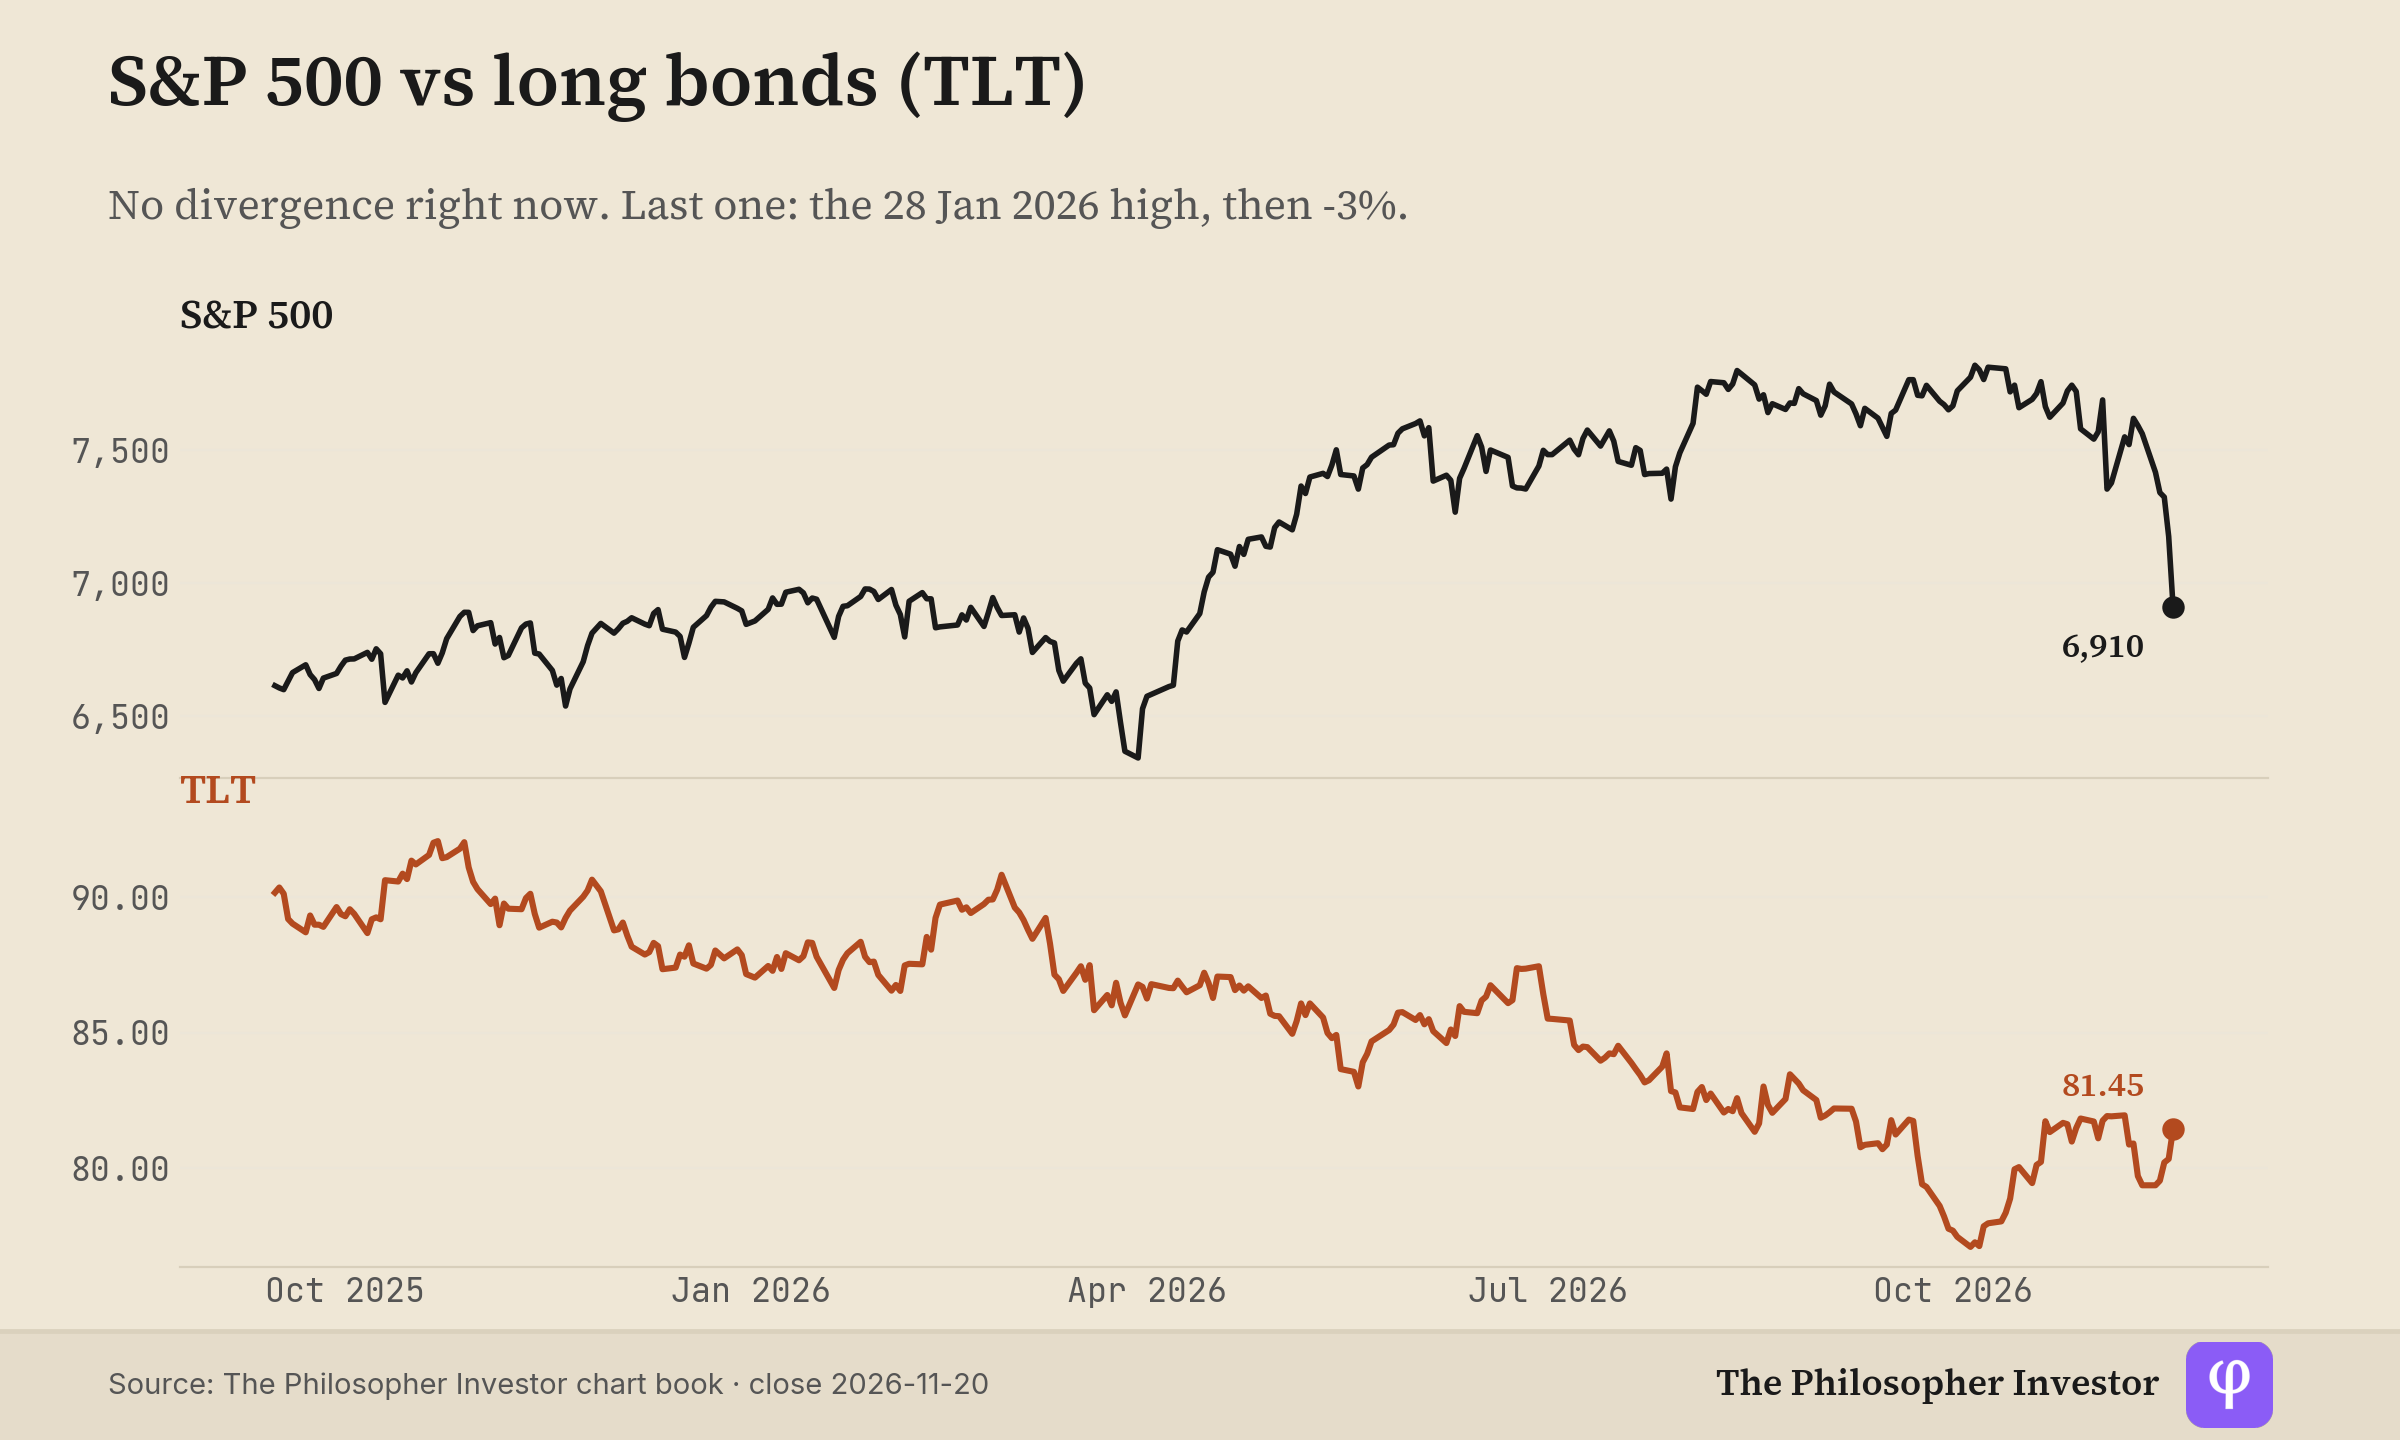 S&P 500 vs long bonds (TLT)
No divergence right now. Last one: the 28 Jan 2026 high, then -3%.
S&P 500
7,500
7,000
6,500
6,910
TLT
90.00
85.00
80.00
81.45
Oct 2025 Jan 2026 Apr 2026 Jul 2026 Oct 2026
Source: The Philosopher Investor chart book · close 2026-11-20
The Philosopher Investor φ